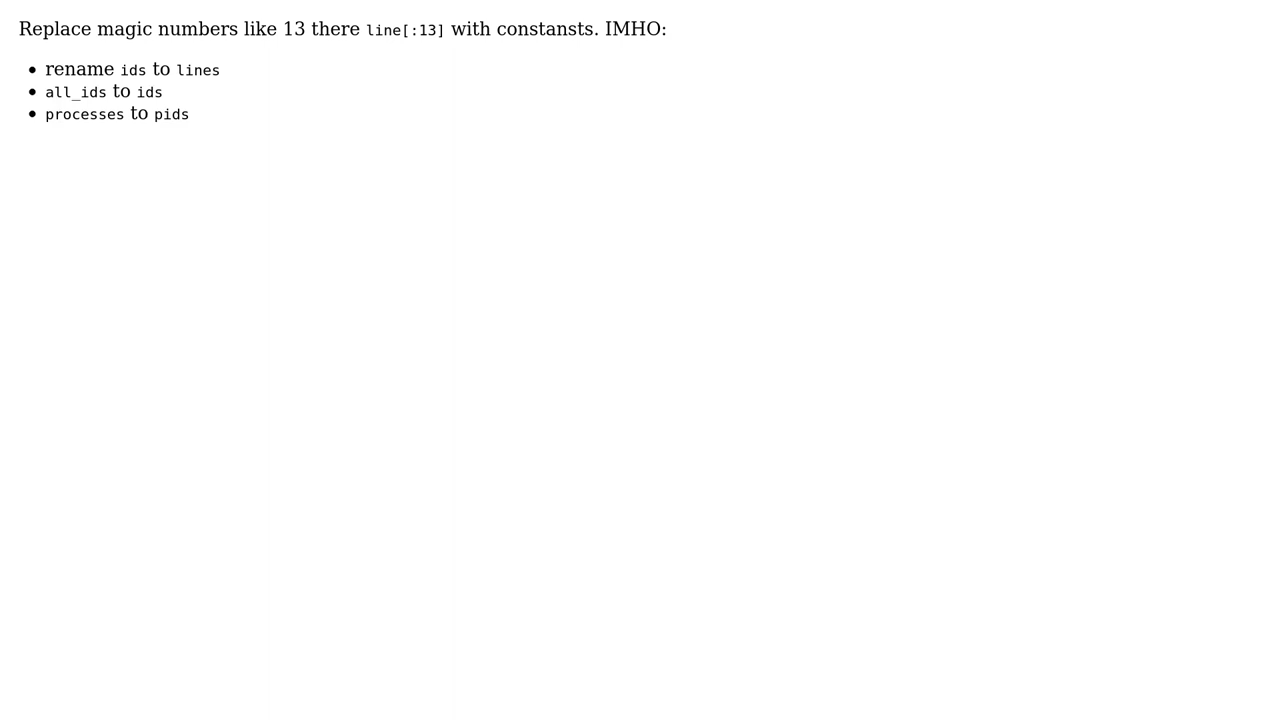 Replace magic numbers like 13 there line[:13] with constansts. IMHO:
rename ids to lines
all_ids to ids
processes to pids